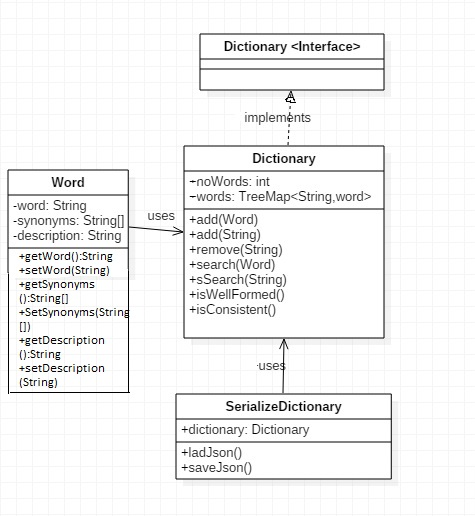 Dictionary <Interface>
implements
Dictionary
-noWords: int
-words: TreeMap<String,word>
+add(Word)
+add(String)
+remove(String)
+search(Word)
+sSearch(String)
+isWellFormed()
+isConsistent()
Word
-word: String
-synonyms: String[]
-description: String
+getWord():String
+setWord(String)
+getSynonyms
():String[]
+SetSynonyms(String
[])
+getDescription
():String
+setDescription
(String)
uses
uses
SerializeDictionary
+dictionary: Dictionary
+ladJson()
+saveJson()